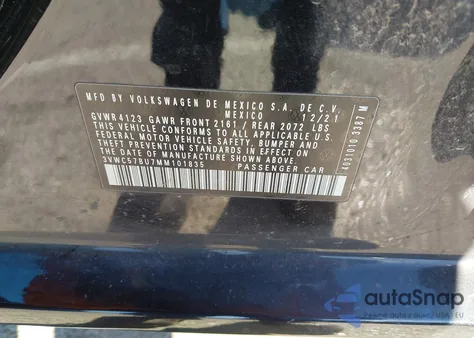 MFD BY VOLKSWAGEN DE MEXICO S.A. DE C.V.
MEXICO 12/21
GVWR 4123 GAWR FRONT 2161 / REAR 2072 LBS
THIS VEHICLE CONFORMS TO ALL APPLICABLE
FEDERAL MOTOR VEHICLE SAFETY, BUMPER AND
THEFT PREVENTION STANDARDS IN EFFECT ON
THE DATE OF MANUFACTURE SHOWN ABOVE
3VWC57BU7MM101835 PASSENGER CAR
4031010 3387 M
autoSnap